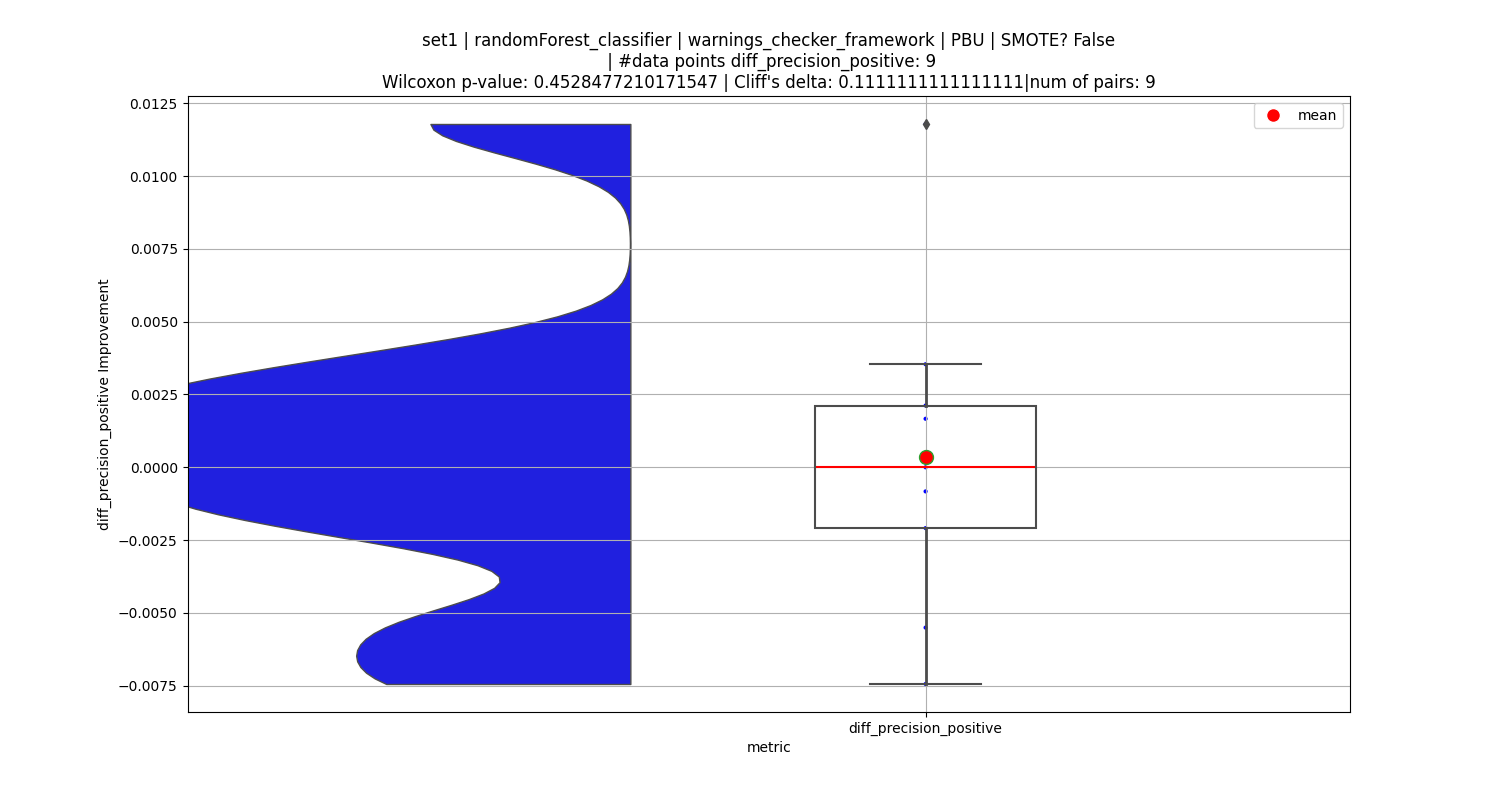 set1 | randomForest_classifier | warnings_checker_framework | PBU | SMOTE? False
| #data points diff_precision_positive: 9
Wilcoxon p-value: 0.4528477210171547 | Cliff's delta: 0.1111111111111111|num of pairs: 9
mean
0.0125
0.0100
0.0075
0.0050
0.0025
0.0000
−0.0025
−0.0050
−0.0075
diff_precision_positive Improvement
diff_precision_positive
metric